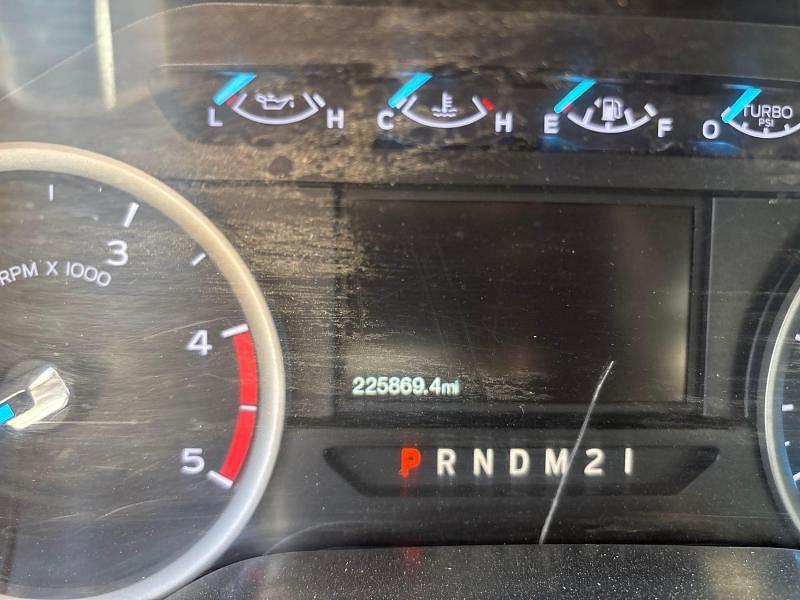 L H C H E F O TURBO
PSI
3
RPM X 1000
4
225869.4mi
5
P R N D M 2 1